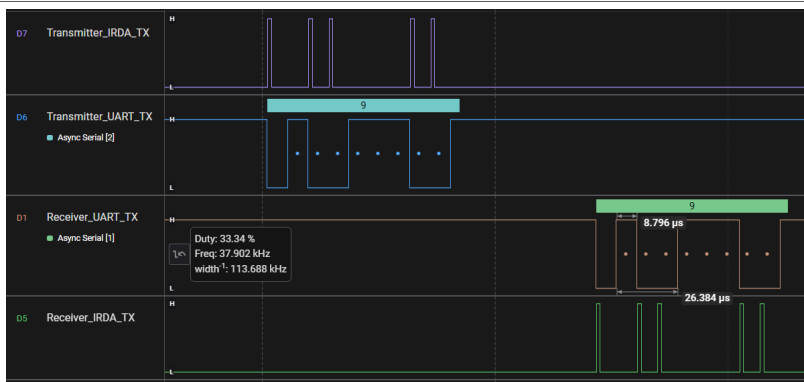 D7 Transmitter_IRDA_TX
H
L
D6 Transmitter_UART_TX
Async Serial [2]
H
L
9
D1 Receiver_UART_TX
Async Serial [1]
H
L
9
8.796 µs
Duty: 33.34 %
Freq: 37.902 kHz
width⁻¹: 113.688 kHz
26.384 µs
D5 Receiver_IRDA_TX
H
L